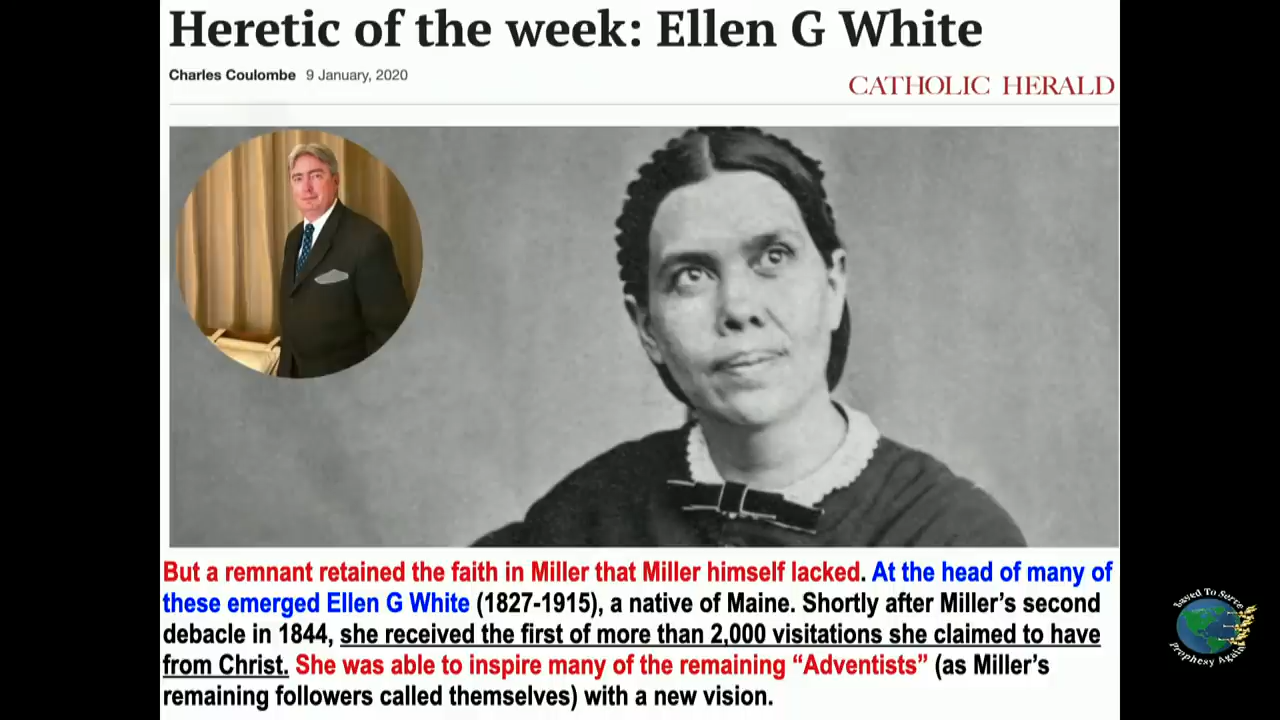 Heretic of the week: Ellen G White
Charles Coulombe 9 January, 2020
CATHOLIC HERALD
But a remnant retained the faith in Miller that Miller himself lacked. At the head of many of
these emerged Ellen G White (1827-1915), a native of Maine. Shortly after Miller’s second
debacle in 1844, she received the first of more than 2,000 visitations she claimed to have
from Christ. She was able to inspire many of the remaining “Adventists” (as Miller’s
remaining followers called themselves) with a new vision.
To Serve
Prophesy Again